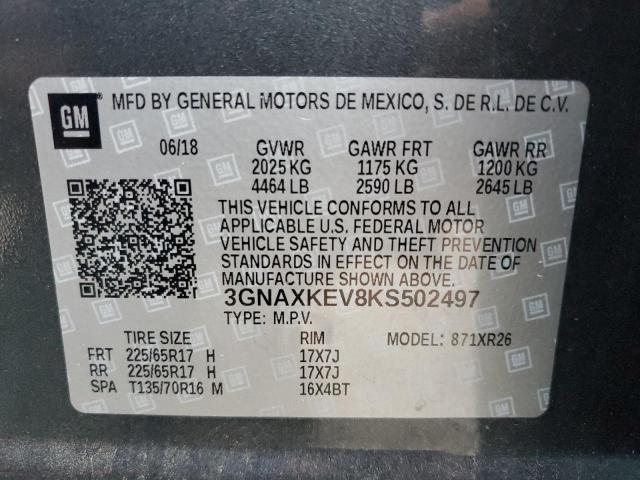 GM MFD BY GENERAL MOTORS DE MEXICO, S. DE R.L. DE C.V.
06/18 GVWR GAWR FRT GAWR RR
2025 KG 1175 KG 1200 KG
4464 LB 2590 LB 2645 LB
THIS VEHICLE CONFORMS TO ALL
APPLICABLE U.S. FEDERAL MOTOR
VEHICLE SAFETY AND THEFT PREVENTION
STANDARDS IN EFFECT ON THE DATE OF
MANUFACTURE SHOWN ABOVE.
3GNAXKEV8KS502497
TYPE: M.P.V. MODEL: 871XR26
TIRE SIZE RIM
FRT 225/65R17 H 17X7J
RR 225/65R17 H 17X7J
SPA T135/70R16 M 16X4BT